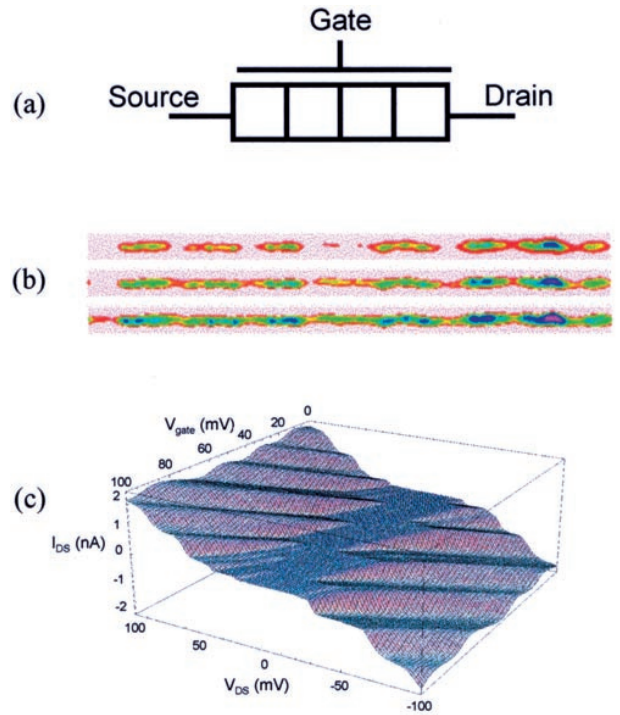 Gate
(a)
Source
Drain
(b)
(c)
V_gate (mV)
0
20
40
60
80
100
2
1
0
-1
-2
I_DS (nA)
100
50
0
-50
-100
V_DS (mV)